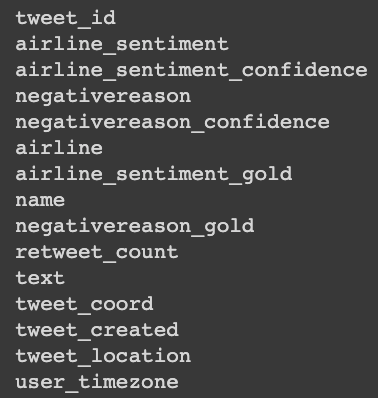 tweet_id
airline_sentiment
airline_sentiment_confidence
negativereason
negativereason_confidence
airline
airline_sentiment_gold
name
negativereason_gold
retweet_count
text
tweet_coord
tweet_created
tweet_location
user_timezone